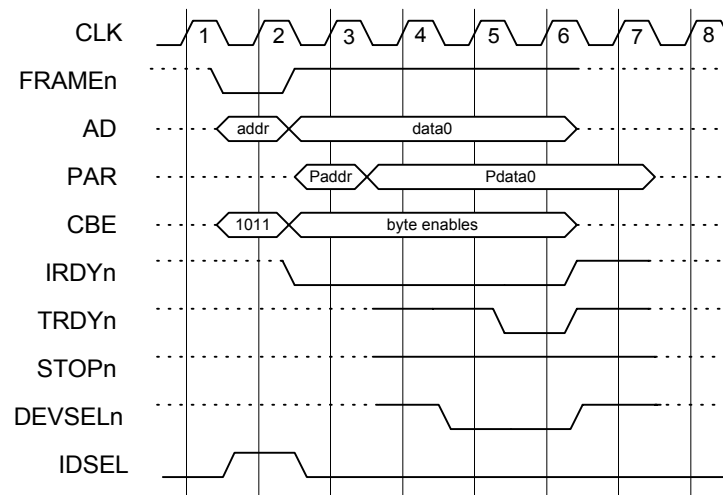 CLK 1 2 3 4 5 6 7 8
FRAMEn
AD addr data0
PAR Paddr Pdata0
CBE 1011 byte enables
IRDYn
TRDYn
STOPn
DEVSELn
IDSEL